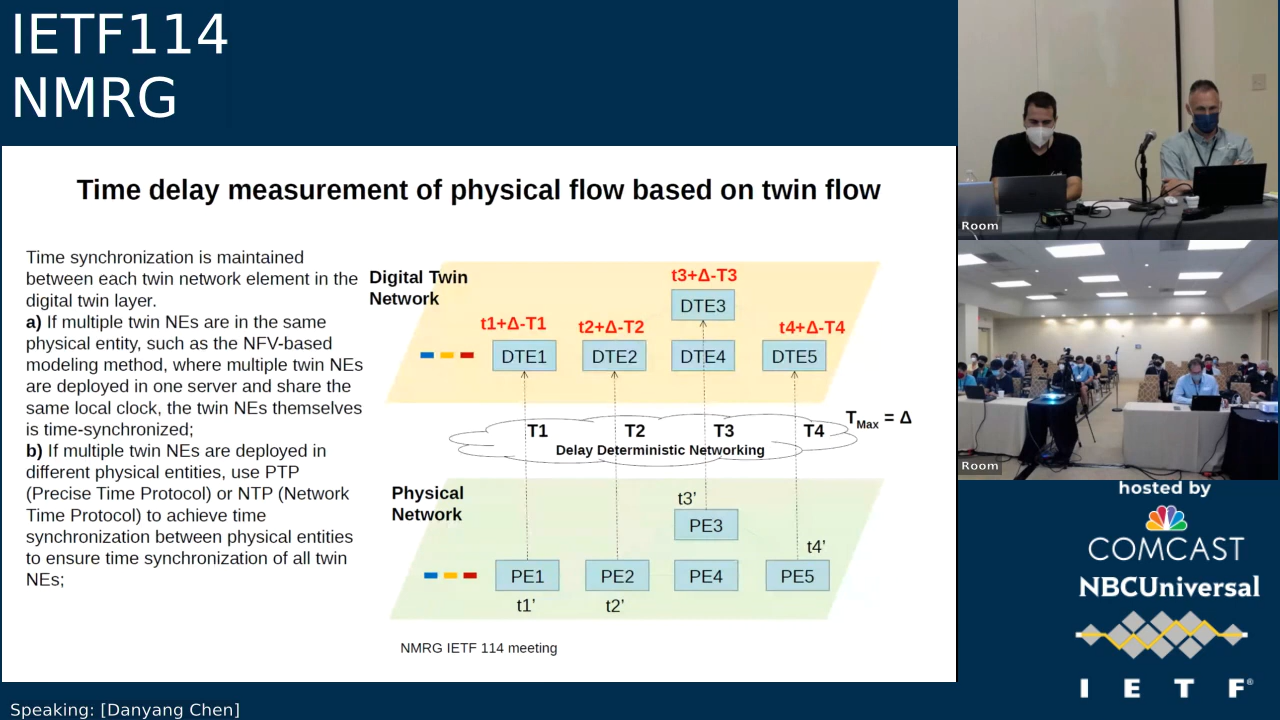 IETF114
NMRG
Time delay measurement of physical flow based on twin flow
Time synchronization is maintained
between each twin network element in the
digital twin layer.
a) If multiple twin NEs are in the same
physical entity, such as the NFV-based
modeling method, where multiple twin NEs
are deployed in one server and share the
same local clock, the twin NEs themselves
is time-synchronized;
b) If multiple twin NEs are deployed in
different physical entities, use PTP
(Precise Time Protocol) or NTP (Network
Time Protocol) to achieve time
synchronization between physical entities
to ensure time synchronization of all twin
NEs;
Digital Twin
Network
t3+Δ-T3
DTE3
t1+Δ-T1
t2+Δ-T2
t4+Δ-T4
DTE1
DTE2
DTE4
DTE5
TMax = Δ
T1
T2
T3
T4
Delay Deterministic Networking
Physical
Network
t3’
PE3
t4’
PE1
PE2
PE4
PE5
t1’
t2’
NMRG IETF 114 meeting
Room
Room
hosted by
COMCAST
NBCUniversal
I E T F®
Speaking: [Danyang Chen]